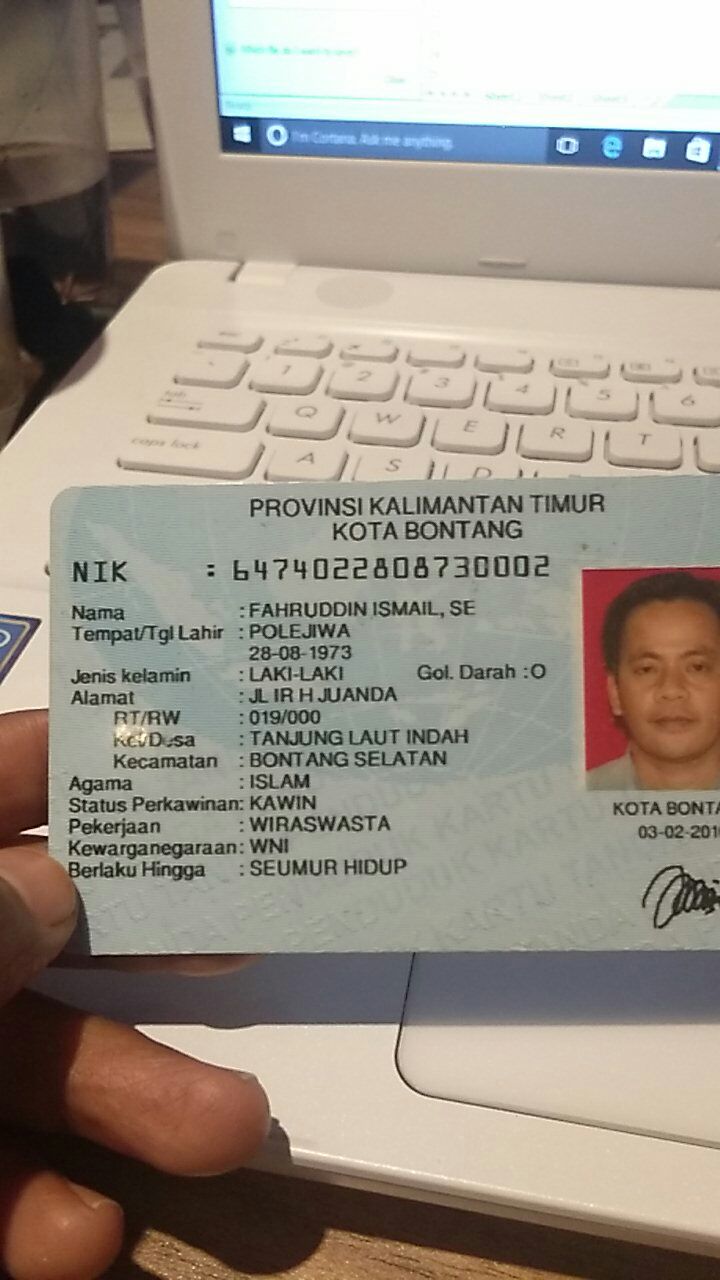 I'm Cortana. Ask me anything.
1 2 3 4 5 6
tab Q W E R T
caps lock A S D
PROVINSI KALIMANTAN TIMUR
KOTA BONTANG
NIK : 6474022808730002
Nama : FAHRUDDIN ISMAIL, SE
Tempat/Tgl Lahir : POLEJIWA
28-08-1973
Jenis kelamin : LAKI-LAKI Gol. Darah : O
Alamat : JL IR H JUANDA
RT/RW : 019/000
Kel/Desa : TANJUNG LAUT INDAH
Kecamatan : BONTANG SELATAN
Agama : ISLAM
Status Perkawinan: KAWIN
Pekerjaan : WIRASWASTA
Kewarganegaraan: WNI
Berlaku Hingga : SEUMUR HIDUP
KOTA BONTA
03-02-201